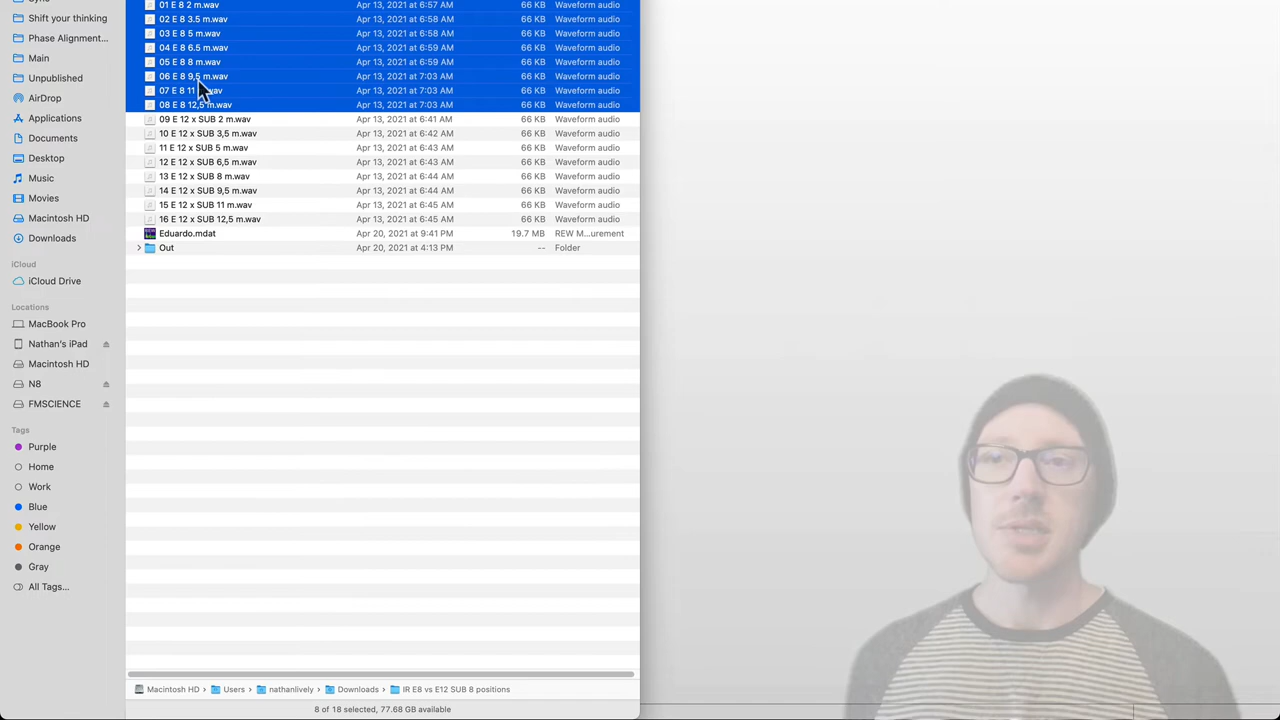 01 E 8 2 m.wav Apr 13, 2021 at 6:57 AM 66 KB Waveform audio
Shift your thinking 02 E 8 3.5 m.wav Apr 13, 2021 at 6:58 AM 66 KB Waveform audio
Phase Alignment... 03 E 8 5 m.wav Apr 13, 2021 at 6:58 AM 66 KB Waveform audio
Main 04 E 8 6.5 m.wav Apr 13, 2021 at 6:59 AM 66 KB Waveform audio
05 E 8 8 m.wav Apr 13, 2021 at 6:59 AM 66 KB Waveform audio
Unpublished 06 E 8 9,5 m.wav Apr 13, 2021 at 7:03 AM 66 KB Waveform audio
AirDrop 07 E 8 11 .wav Apr 13, 2021 at 7:03 AM 66 KB Waveform audio
08 E 8 12,5 m.wav Apr 13, 2021 at 7:03 AM 66 KB Waveform audio
Applications 09 E 12 x SUB 2 m.wav Apr 13, 2021 at 6:41 AM 66 KB Waveform audio
Documents 10 E 12 x SUB 3,5 m.wav Apr 13, 2021 at 6:42 AM 66 KB Waveform audio
11 E 12 x SUB 5 m.wav Apr 13, 2021 at 6:43 AM 66 KB Waveform audio
Desktop 12 E 12 x SUB 6,5 m.wav Apr 13, 2021 at 6:43 AM 66 KB Waveform audio
Music 13 E 12 x SUB 8 m.wav Apr 13, 2021 at 6:44 AM 66 KB Waveform audio
14 E 12 x SUB 9,5 m.wav Apr 13, 2021 at 6:44 AM 66 KB Waveform audio
Movies 15 E 12 x SUB 11 m.wav Apr 13, 2021 at 6:45 AM 66 KB Waveform audio
Macintosh HD 16 E 12 x SUB 12,5 m.wav Apr 13, 2021 at 6:45 AM 66 KB Waveform audio
Downloads Eduardo.mdat Apr 20, 2021 at 9:41 PM 19.7 MB REW M...urement
Out Apr 20, 2021 at 4:13 PM -- Folder
iCloud
iCloud Drive
Locations
MacBook Pro
Nathan's iPad
Macintosh HD
N8
FMSCIENCE
Tags
Purple
Home
Work
Blue
Yellow
Orange
Gray
All Tags...
Macintosh HD › Users › nathanlively › Downloads › IR E8 vs E12 SUB 8 positions
8 of 18 selected, 77.68 GB available